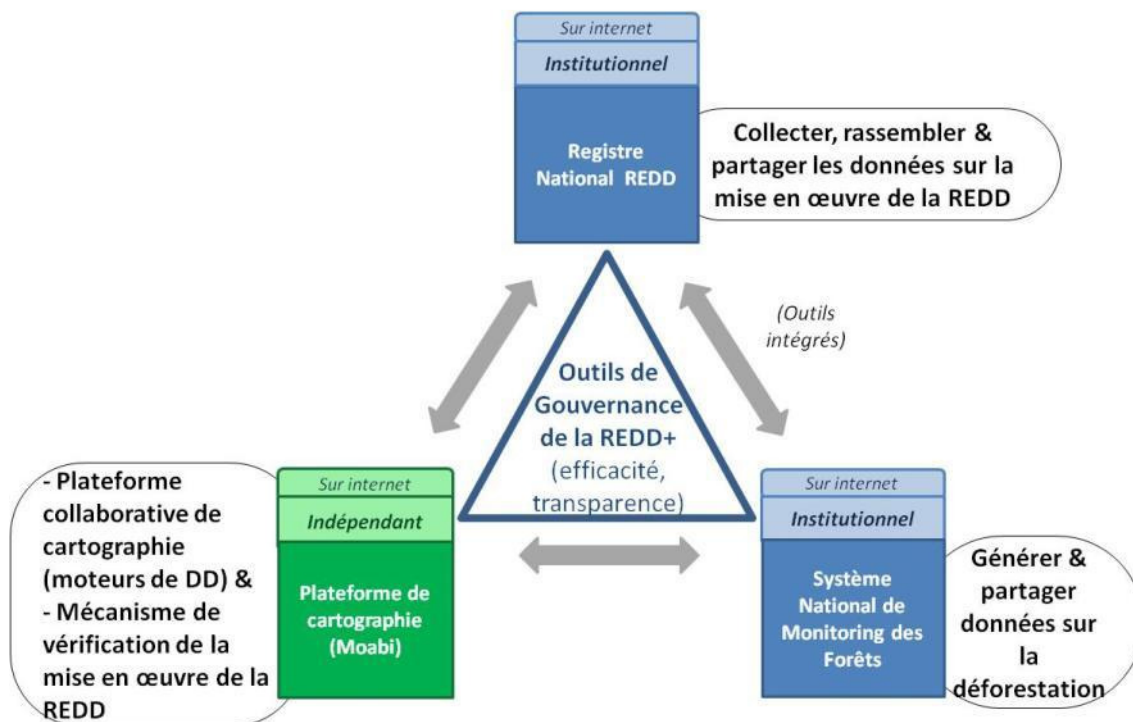 Sur internet
Institutionnel
Registre
National REDD
Collecter, rassembler &
partager les données sur la
mise en œuvre de la REDD
(Outils
intégrés)
Outils de
Gouvernance
de la REDD+
(efficacité,
transparence)
- Plateforme
collaborative de
cartographie
(moteurs de DD) &
- Mécanisme de
vérification de la
mise en œuvre de la
REDD
Sur internet
Indépendant
Plateforme de
cartographie
(Moabi)
Sur internet
Institutionnel
Système
National de
Monitoring des
Forêts
Générer &
partager
données sur
la
déforestation